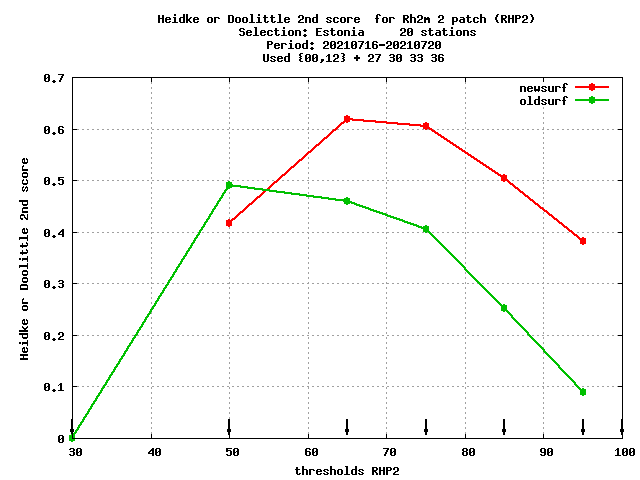 Heidke or Doolittle 2nd score  for Rh2m 2 patch (RHP2)
Selection: Estonia     20 stations
Period: 20210716-20210720
Used {00,12} + 27 30 33 36
newsurf
oldsurf
Heidke or Doolittle 2nd score
0.7
0.6
0.5
0.4
0.3
0.2
0.1
0
30 40 50 60 70 80 90 100
thresholds RHP2